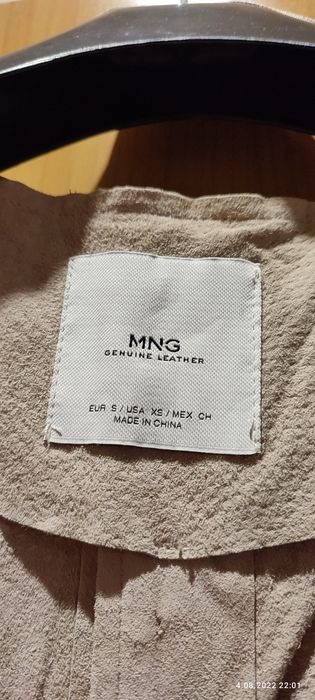 MNG
GENUINE LEATHER
EUR S / USA XS / MEX CH
MADE IN CHINA
4.08.2022 22:01